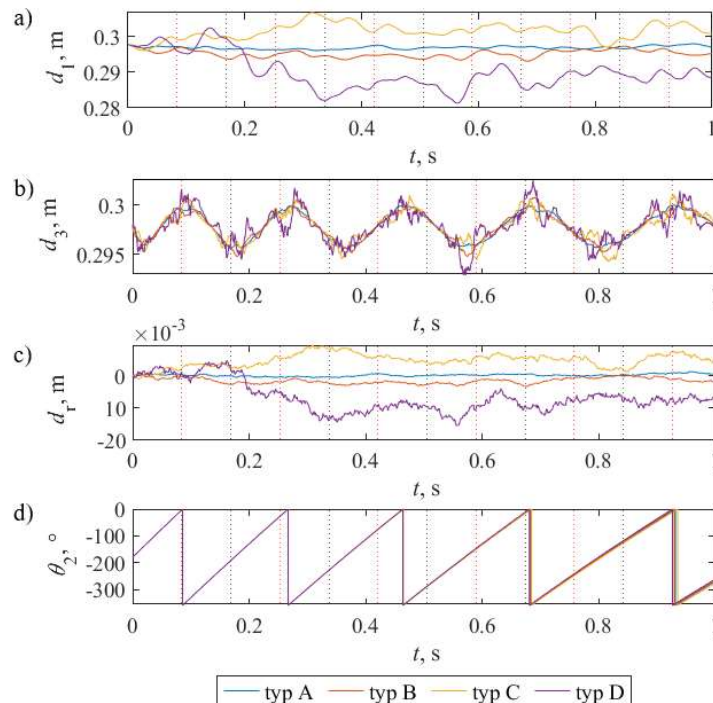 a)
0.3
0.29
0.28
d1, m
0 0.2 0.4 0.6 0.8 1
t, s
b)
0.3
0.295
d3, m
0 0.2 0.4 0.6 0.8 1
t, s
c)
×10-3
0
10
-20
dr, m
0 0.2 0.4 0.6 0.8 1
t, s
d)
0
-100
-200
-300
θ2, °
0 0.2 0.4 0.6 0.8 1
t, s
typ A typ B typ C typ D